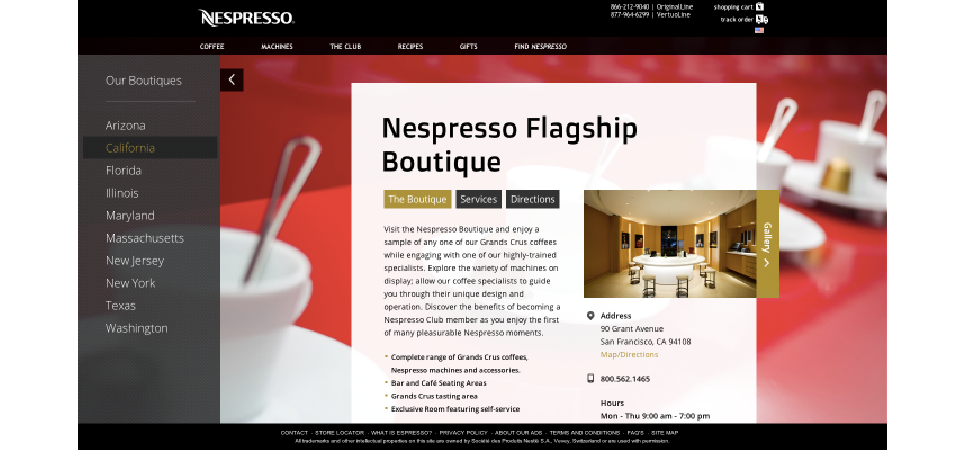 NESPRESSO
866-212-9040 | OriginalLine
877-964-6299 | VertuoLine
shopping cart
track order
COFFEE MACHINES THE CLUB RECIPES GIFTS FIND NESPRESSO
Our Boutiques
Arizona
California
Florida
Illinois
Maryland
Massachusetts
New Jersey
New York
Texas
Washington
Nespresso Flagship
Boutique
The Boutique Services Directions
Visit the Nespresso Boutique and enjoy a
sample of any one of our Grands Crus coffees
while engaging with one of our highly-trained
specialists. Explore the variety of machines on
display; allow our coffee specialists to guide
you through their unique design and
operation. Discover the benefits of becoming a
Nespresso Club member as you enjoy the first
of many pleasurable Nespresso moments.
• Complete range of Grands Crus coffees,
Nespresso machines and accessories.
• Bar and Café Seating Areas
• Grands Crus tasting area
• Exclusive Room featuring self-service
Gallery
Address
90 Grant Avenue
San Francisco, CA 94108
Map/Directions
800.562.1465
Hours
Mon - Thu 9:00 am - 7:00 pm
CONTACT - STORE LOCATOR - WHAT IS ESPRESSO? - PRIVACY POLICY - ABOUT OUR ADS - TERMS AND CONDITIONS - FAQ'S - SITE MAP
All trademarks and other intellectual properties on this site are owned by Société des Produits Nestlé S.A., Vevey, Switzerland or are used with permission.